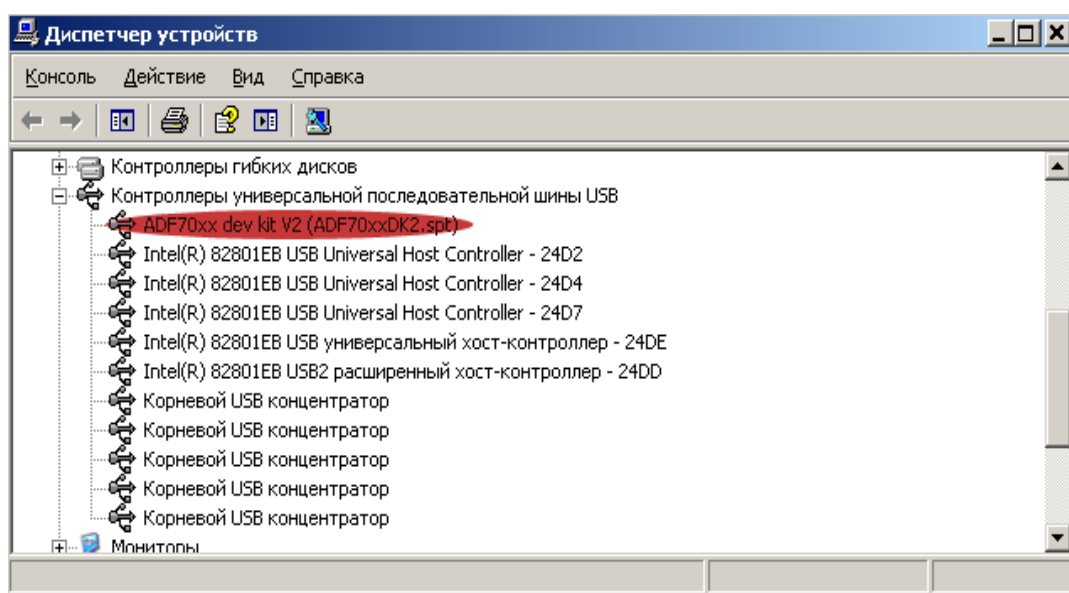 Диспетчер устройств
Консоль Действие Вид Справка
Контроллеры гибких дисков
Контроллеры универсальной последовательной шины USB
ADF70xx dev kit V2 (ADF70xxDK2.spt)
Intel(R) 82801EB USB Universal Host Controller - 24D2
Intel(R) 82801EB USB Universal Host Controller - 24D4
Intel(R) 82801EB USB Universal Host Controller - 24D7
Intel(R) 82801EB USB универсальный хост-контроллер - 24DE
Intel(R) 82801EB USB2 расширенный хост-контроллер - 24DD
Корневой USB концентратор
Корневой USB концентратор
Корневой USB концентратор
Корневой USB концентратор
Корневой USB концентратор
Мониторы